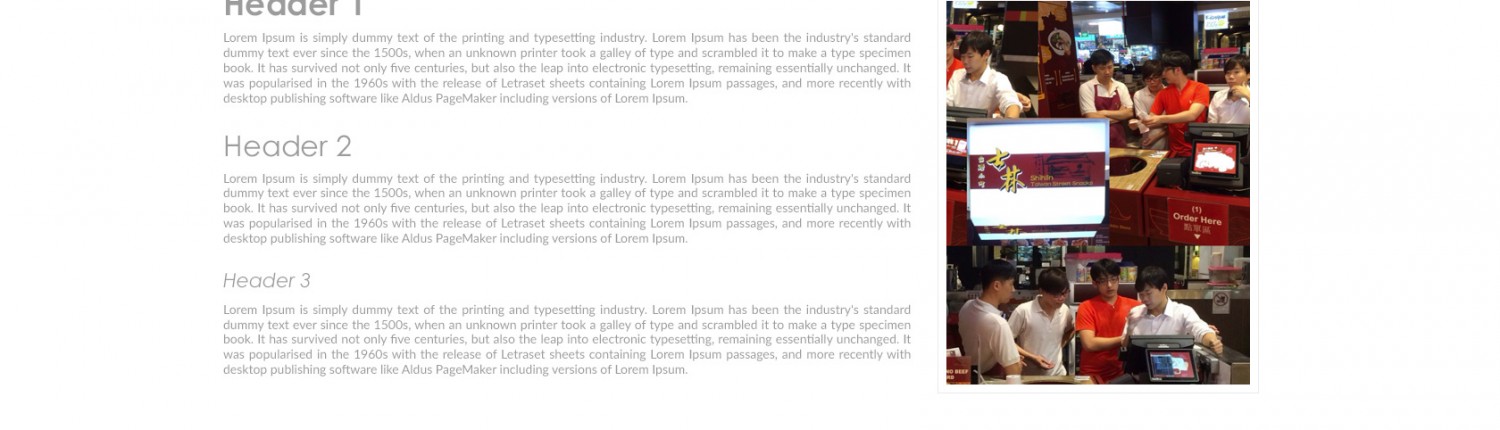 Header 1
Lorem Ipsum is simply dummy text of the printing and typesetting industry. Lorem Ipsum has been the industry's standard
dummy text ever since the 1500s, when an unknown printer took a galley of type and scrambled it to make a type specimen
book. It has survived not only five centuries, but also the leap into electronic typesetting, remaining essentially unchanged. It
was popularised in the 1960s with the release of Letraset sheets containing Lorem Ipsum passages, and more recently with
desktop publishing software like Aldus PageMaker including versions of Lorem Ipsum.
Header 2
Lorem Ipsum is simply dummy text of the printing and typesetting industry. Lorem Ipsum has been the industry's standard
dummy text ever since the 1500s, when an unknown printer took a galley of type and scrambled it to make a type specimen
book. It has survived not only five centuries, but also the leap into electronic typesetting, remaining essentially unchanged. It
was popularised in the 1960s with the release of Letraset sheets containing Lorem Ipsum passages, and more recently with
desktop publishing software like Aldus PageMaker including versions of Lorem Ipsum.
Header 3
Lorem Ipsum is simply dummy text of the printing and typesetting industry. Lorem Ipsum has been the industry's standard
dummy text ever since the 1500s, when an unknown printer took a galley of type and scrambled it to make a type specimen
book. It has survived not only five centuries, but also the leap into electronic typesetting, remaining essentially unchanged. It
was popularised in the 1960s with the release of Letraset sheets containing Lorem Ipsum passages, and more recently with
desktop publishing software like Aldus PageMaker including versions of Lorem Ipsum.
士林
Shihlin
Taiwan Street Snacks
(1)
Order Here